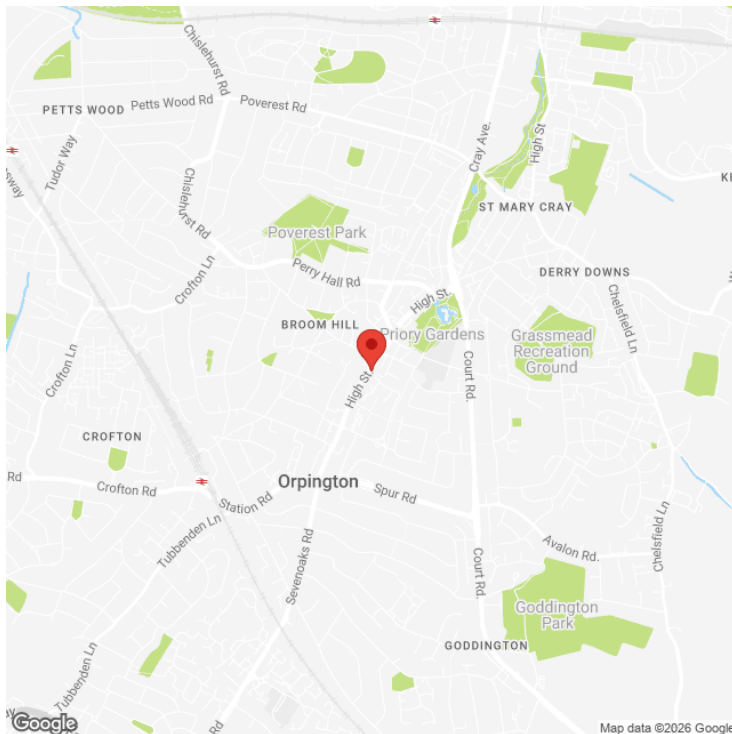 Chislehurst Rd
PETTS WOOD
Petts Wood Rd
Poverest Rd
Cray Ave.
High St
Tudor Way
ssway
KE
Chislehurst Rd
ST MARY CRAY
Poverest Park
Crofton Ln
Perry Hall Rd
DERRY DOWNS
High St.
Chelsfield Ln
BROOM HILL
Priory Gardens
Grassmead
Recreation
Ground
Crofton Ln
Court Rd.
High St.
CROFTON
Rd
Crofton Rd
Orpington
Station Rd
Spur Rd
Tubbenden Ln
Chelsfield Ln
Avalon Rd.
Sevenoaks Rd
Court Rd.
Goddington
Park
GODDINGTON
Tubbenden Ln
Rd
Google
Map data ©2026 Google